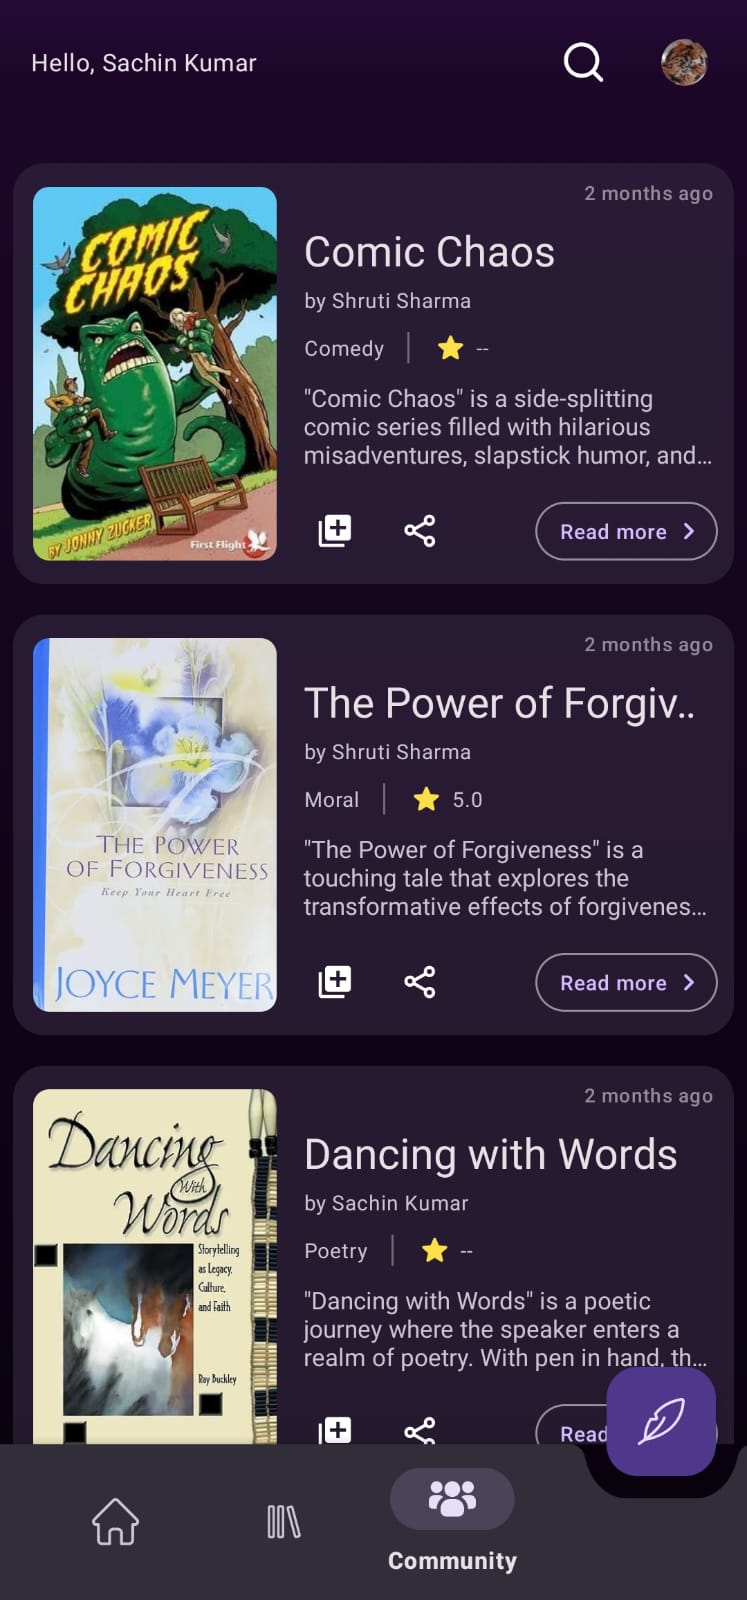 Hello, Sachin Kumar
2 months ago
COMIC
CHAOS
BY JONNY ZUCKER
First Flight
Comic Chaos
by Shruti Sharma
Comedy | --
"Comic Chaos" is a side-splitting
comic series filled with hilarious
misadventures, slapstick humor, and...
Read more
2 months ago
THE POWER
OF FORGIVENESS
Keep Your Heart Free
JOYCE MEYER
The Power of Forgiv..
by Shruti Sharma
Moral | 5.0
"The Power of Forgiveness" is a
touching tale that explores the
transformative effects of forgivenes...
Read more
2 months ago
Dancing
With
Words
Storytelling
as Legacy,
Culture,
and Faith
Ray Buckley
Dancing with Words
by Sachin Kumar
Poetry | --
"Dancing with Words" is a poetic
journey where the speaker enters a
realm of poetry. With pen in hand, th...
Read
Community